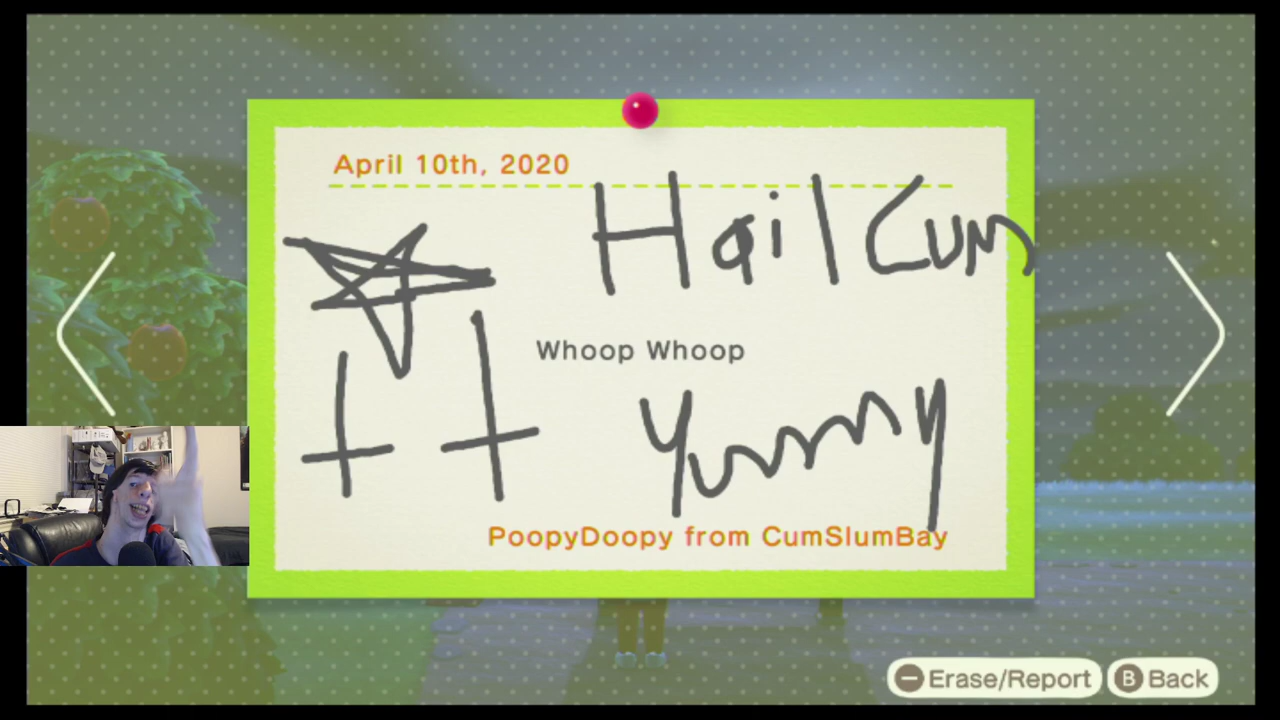 April 10th, 2020
Hail Cum
Whoop Whoop
Yummy
PoopyDoopy from CumSlumBay
Erase/Report
B Back